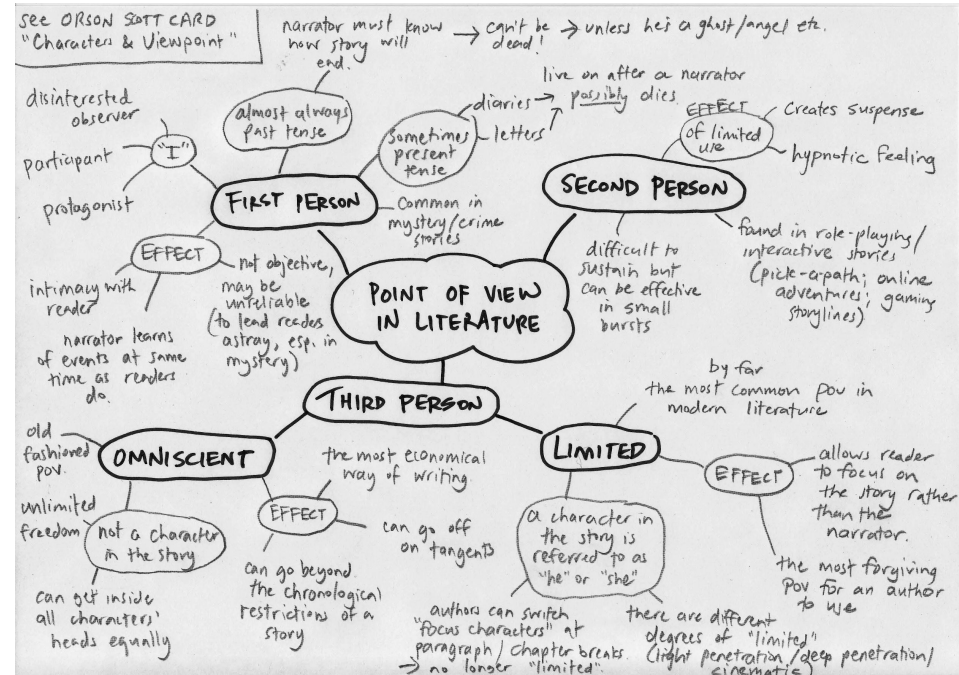 see ORSON SCOTT CARD
"Characters & Viewpoint"
narrator must know
how story will
end.
→ can't be
dead!
→ unless he's a ghost/angel etc.
disinterested
observer
participant
protagonist
"I"
almost always
past tense
sometimes
present
tense
diaries →
letters
live on after a narrator
possibly dies.
FIRST PERSON
Common in
mystery/crime
stories
EFFECT
intimacy with
reader
narrator learns
of events at same
time as readers
do.
not objective,
may be
unreliable
(to lead readers
astray, esp. in
mystery)
SECOND PERSON
EFFECT
of limited
use
Creates suspense
hypnotic feeling
difficult to
sustain but
can be effective
in small
bursts
found in role-playing/
interactive stories
(pick-a-path; online
adventures; gaming
storylines)
POINT OF VIEW
IN LITERATURE
THIRD PERSON
OMNISCIENT
old
fashioned
pov.
unlimited
freedom
not a character
in the story
can get inside
all characters'
heads equally
EFFECT
the most economical
way of writing
can go off
on tangents
can go beyond
the chronological
restrictions of a
story
LIMITED
by far
the most common pov in
modern literature
EFFECT
allows reader
to focus on
the story rather
than the
narrator.
the most forgiving
pov for an author
to use
a character in
the story is
referred to as
"he" or "she"
authors can switch
"focus characters" at
paragraph/chapter breaks.
→ no longer "limited".
there are different
degrees of "limited"
(light penetration/deep penetration/
cinematic)